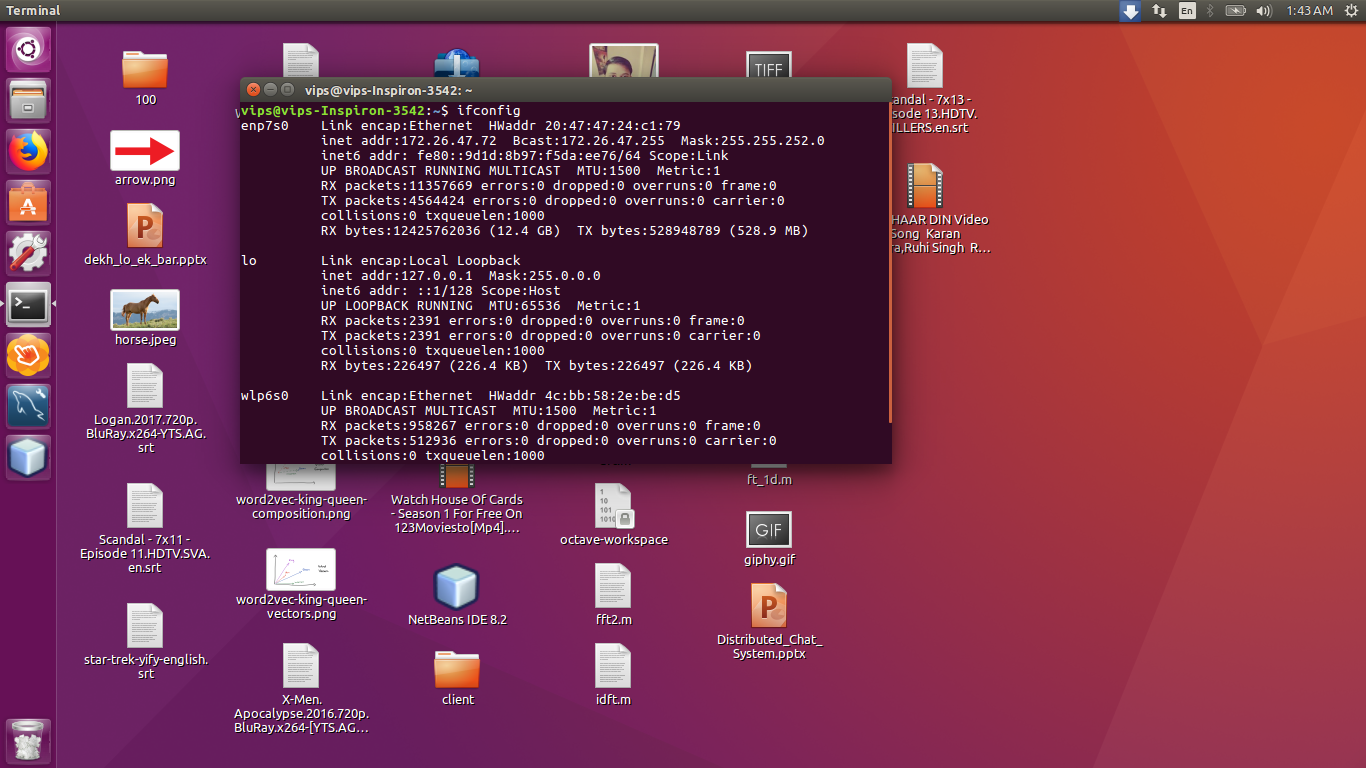 Terminal
En
1:43 AM
100
arrow.png
dekh_lo_ek_bar.pptx
horse.jpeg
Logan.2017.720p.
BluRay.x264-YTS.AG.
srt
Scandal - 7x11 -
Episode 11.HDTV.SVA.
en.srt
star-trek-yify-english.
srt
vips@vips-Inspiron-3542: ~
vips@vips-Inspiron-3542:~$ ifconfig
enp7s0    Link encap:Ethernet  HWaddr 20:47:47:24:c1:79
          inet addr:172.26.47.72  Bcast:172.26.47.255  Mask:255.255.252.0
          inet6 addr: fe80::9d1d:8b97:f5da:ee76/64 Scope:Link
          UP BROADCAST RUNNING MULTICAST  MTU:1500  Metric:1
          RX packets:11357669 errors:0 dropped:0 overruns:0 frame:0
          TX packets:4564424 errors:0 dropped:0 overruns:0 carrier:0
          collisions:0 txqueuelen:1000
          RX bytes:12425762036 (12.4 GB)  TX bytes:528948789 (528.9 MB)
lo        Link encap:Local Loopback
          inet addr:127.0.0.1  Mask:255.0.0.0
          inet6 addr: ::1/128 Scope:Host
          UP LOOPBACK RUNNING  MTU:65536  Metric:1
          RX packets:2391 errors:0 dropped:0 overruns:0 frame:0
          TX packets:2391 errors:0 dropped:0 overruns:0 carrier:0
          collisions:0 txqueuelen:1000
          RX bytes:226497 (226.4 KB)  TX bytes:226497 (226.4 KB)
wlp6s0    Link encap:Ethernet  HWaddr 4c:bb:58:2e:be:d5
          UP BROADCAST MULTICAST  MTU:1500  Metric:1
          RX packets:958267 errors:0 dropped:0 overruns:0 frame:0
          TX packets:512936 errors:0 dropped:0 overruns:0 carrier:0
          collisions:0 txqueuelen:1000
word2vec-king-queen-
composition.png
word2vec-king-queen-
vectors.png
X-Men.
Apocalypse.2016.720p.
BluRay.x264-[YTS.AG...
Watch House Of Cards
- Season 1 For Free On
123Moviesto[Mp4]....
NetBeans IDE 8.2
client
1
10
101
1010
octave-workspace
fft2.m
idft.m
TIFF
ft_1d.m
GIF
giphy.gif
Distributed_Chat_
System.pptx
andal - 7x13 -
sode 13.HDTV.
ILLERS.en.srt
HAAR DIN Video
Song Karan
ra,Ruhi Singh R...